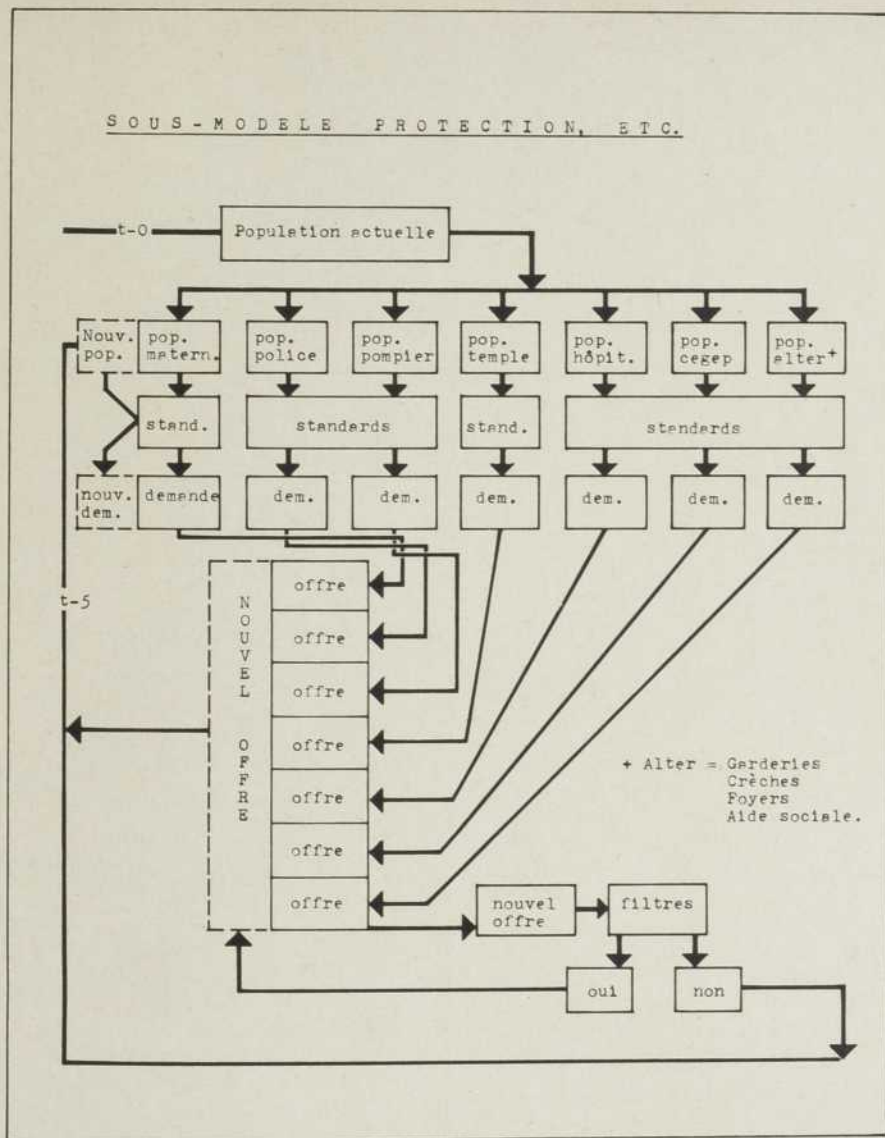 SOUS-MODELE PROTECTION, ETC.
t-0
Population actuelle
Nouv.
pop.
pop.
matern.
pop.
police
pop.
pompier
pop.
temple
pop.
hôpit.
pop.
cegep
pop.
alter+
stand.
standards
stand.
standards
nouv.
dem.
demande
dem.
dem.
dem.
dem.
dem.
dem.
t-5
NOUVEL OFFRE
offre
offre
offre
offre
offre
offre
offre
+ Alter = Garderies
Crèches
Foyers
Aide sociale.
nouvel
offre
filtres
oui
non